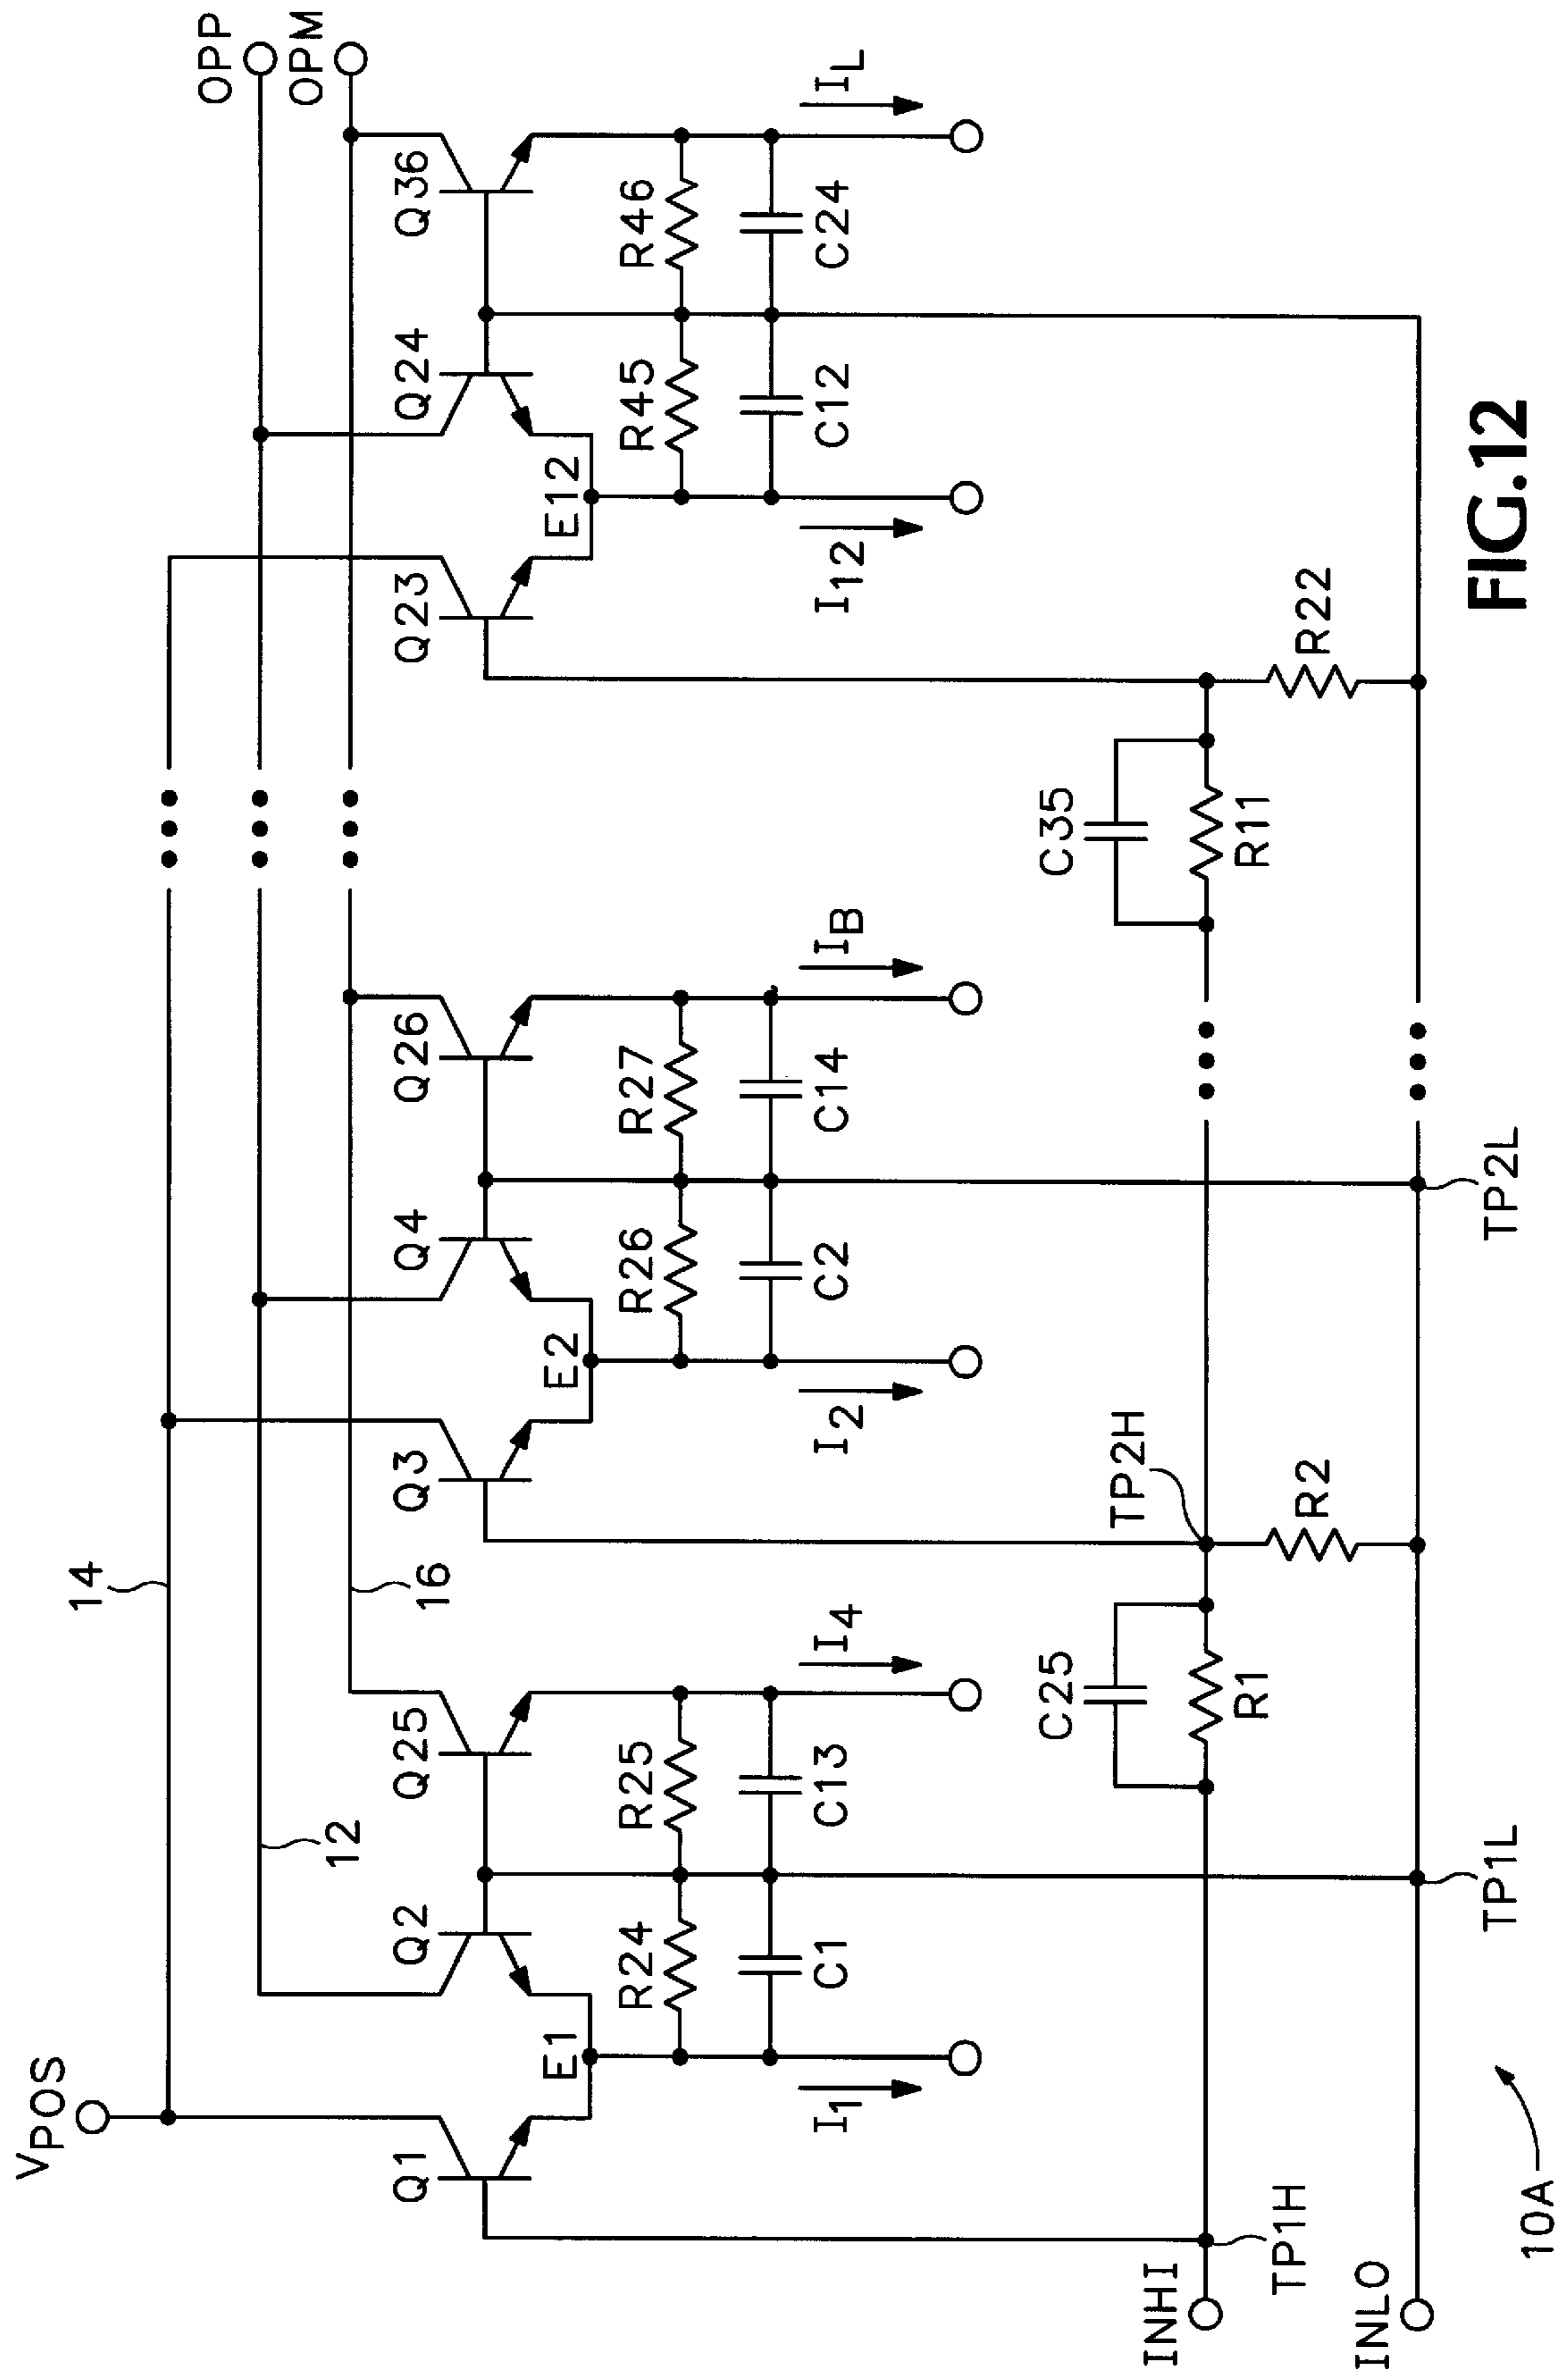 V_POS
14
12
16
OPP
OPM
Q1
Q2
Q25
Q3
Q4
Q26
Q23
Q24
Q36
E1
E2
E12
R24
R25
R26
R27
R45
R46
C1
C13
C2
C14
C12
C24
I1
I4
I2
IB
I12
IL
C25
TP2H
C35
INHI
TP1H
R1
R2
R11
R22
INLO
TP1L
TP2L
10A
FIG.12